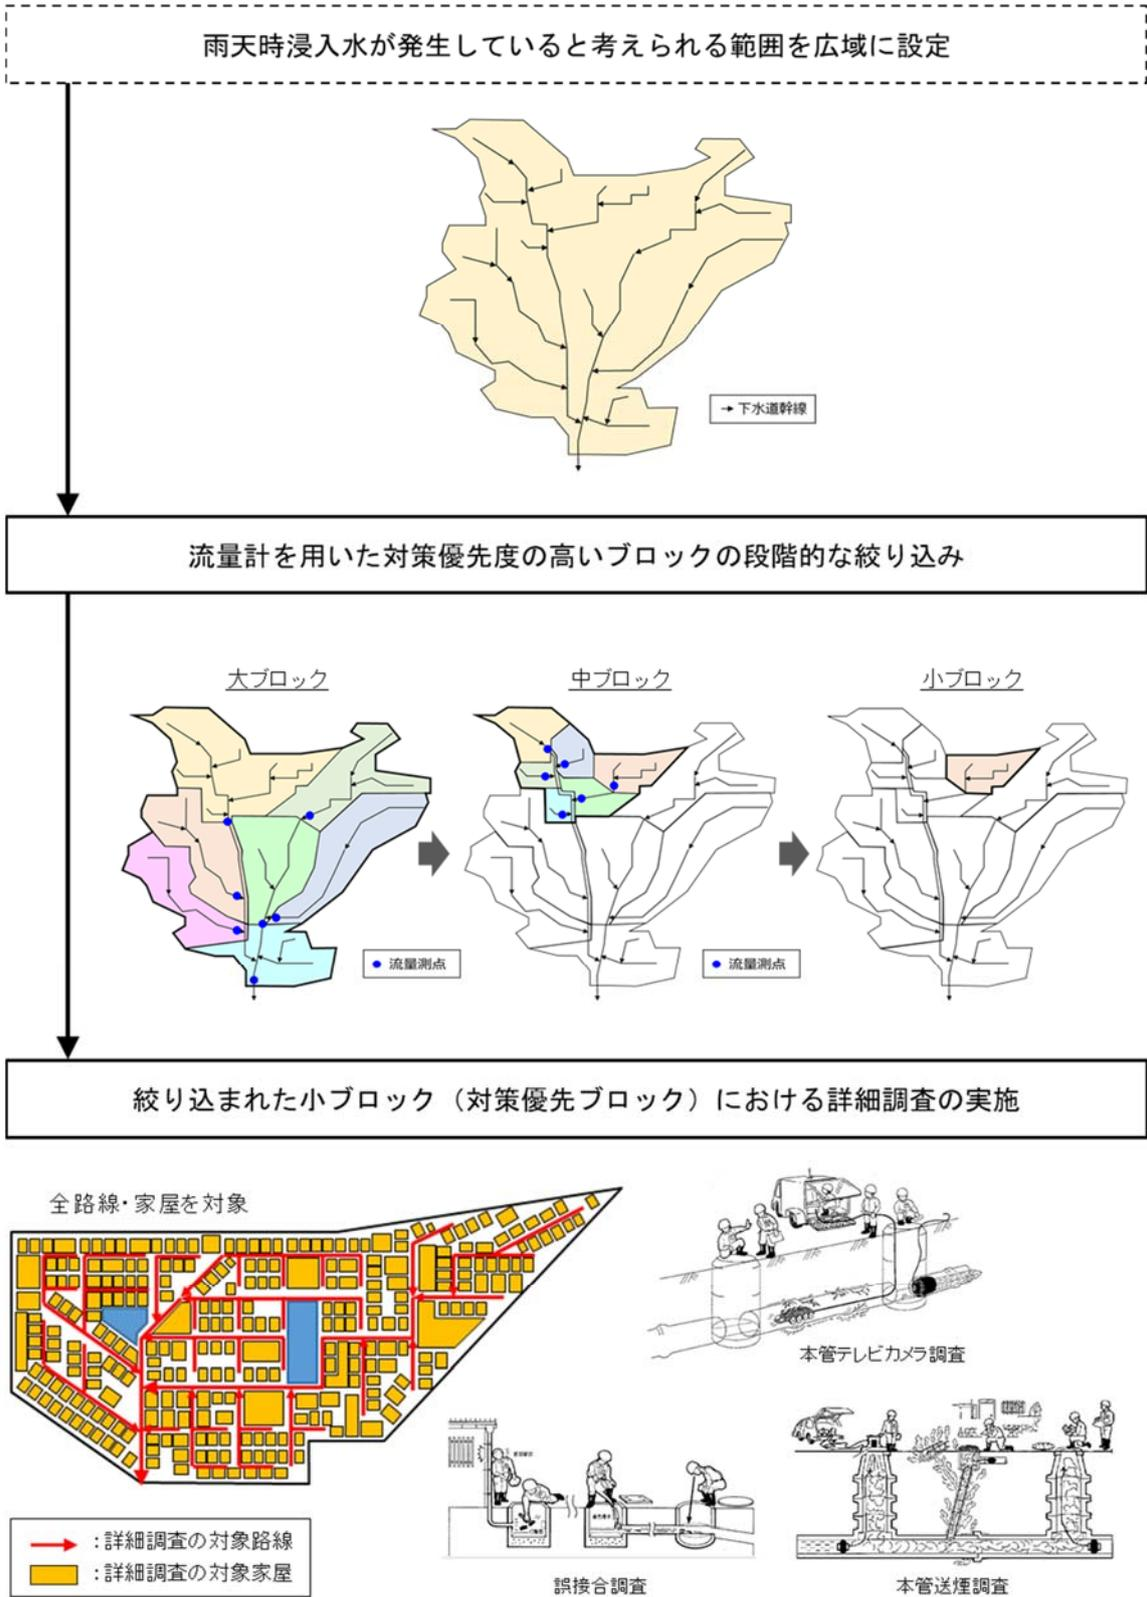 雨天時浸入水が発生していると考えられる範囲を広域に設定
→ 下水道幹線
流量計を用いた対策優先度の高いブロックの段階的な絞り込み
大ブロック 中ブロック 小ブロック
● 流量測点 ● 流量測点
絞り込まれた小ブロック（対策優先ブロック）における詳細調査の実施
全路線・家屋を対象
本管テレビカメラ調査
：詳細調査の対象路線
：詳細調査の対象家屋
誤接合調査 本管送煙調査